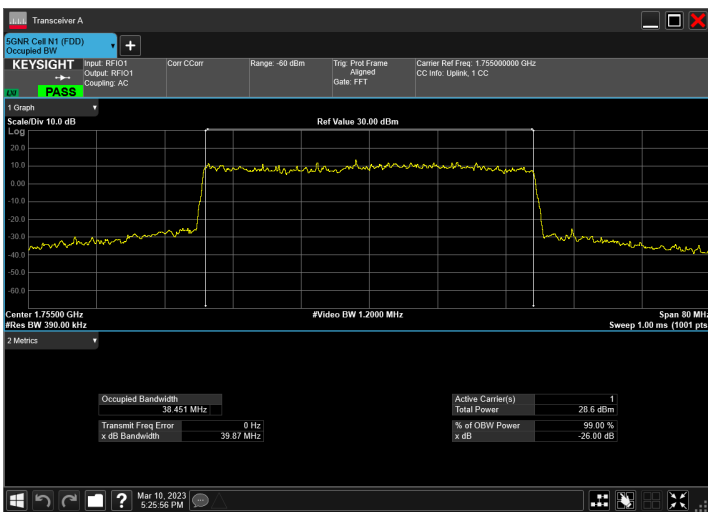 Transceiver A
5GNR Cell N1 (FDD)
Occupied BW
+
KEYSIGHT
LXI PASS
Input: RFIO1
Output: RFIO1
Coupling: AC
Corr CCorr
Range: -60 dBm
Trig: Prot Frame
Aligned
Gate: FFT
Carrier Ref Freq: 1.755000000 GHz
CC Info: Uplink, 1 CC
1 Graph
Scale/Div 10.0 dB
Ref Value 30.00 dBm
Log
20.0
10.0
0.00
-10.0
-20.0
-30.0
-40.0
-50.0
-60.0
Center 1.75500 GHz
#Video BW 1.2000 MHz
Span 80 MHz
#Res BW 390.00 kHz
Sweep 1.00 ms (1001 pts
2 Metrics
Occupied Bandwidth
38.451 MHz
Transmit Freq Error 0 Hz
x dB Bandwidth 39.87 MHz
Active Carrier(s) 1
Total Power 28.6 dBm
% of OBW Power 99.00 %
x dB -26.00 dB
?
Mar 10, 2023
5:25:56 PM